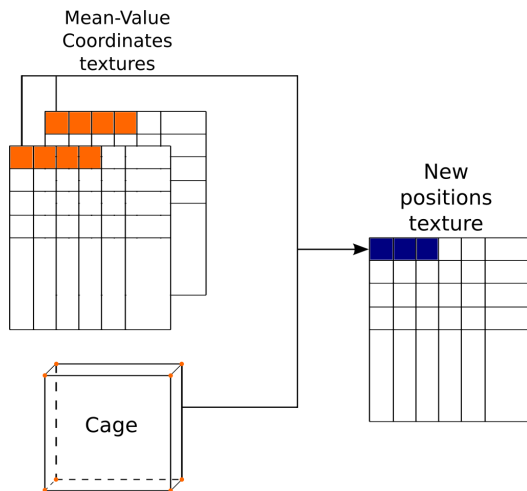 Mean-Value
Coordinates
textures
New
positions
texture
Cage